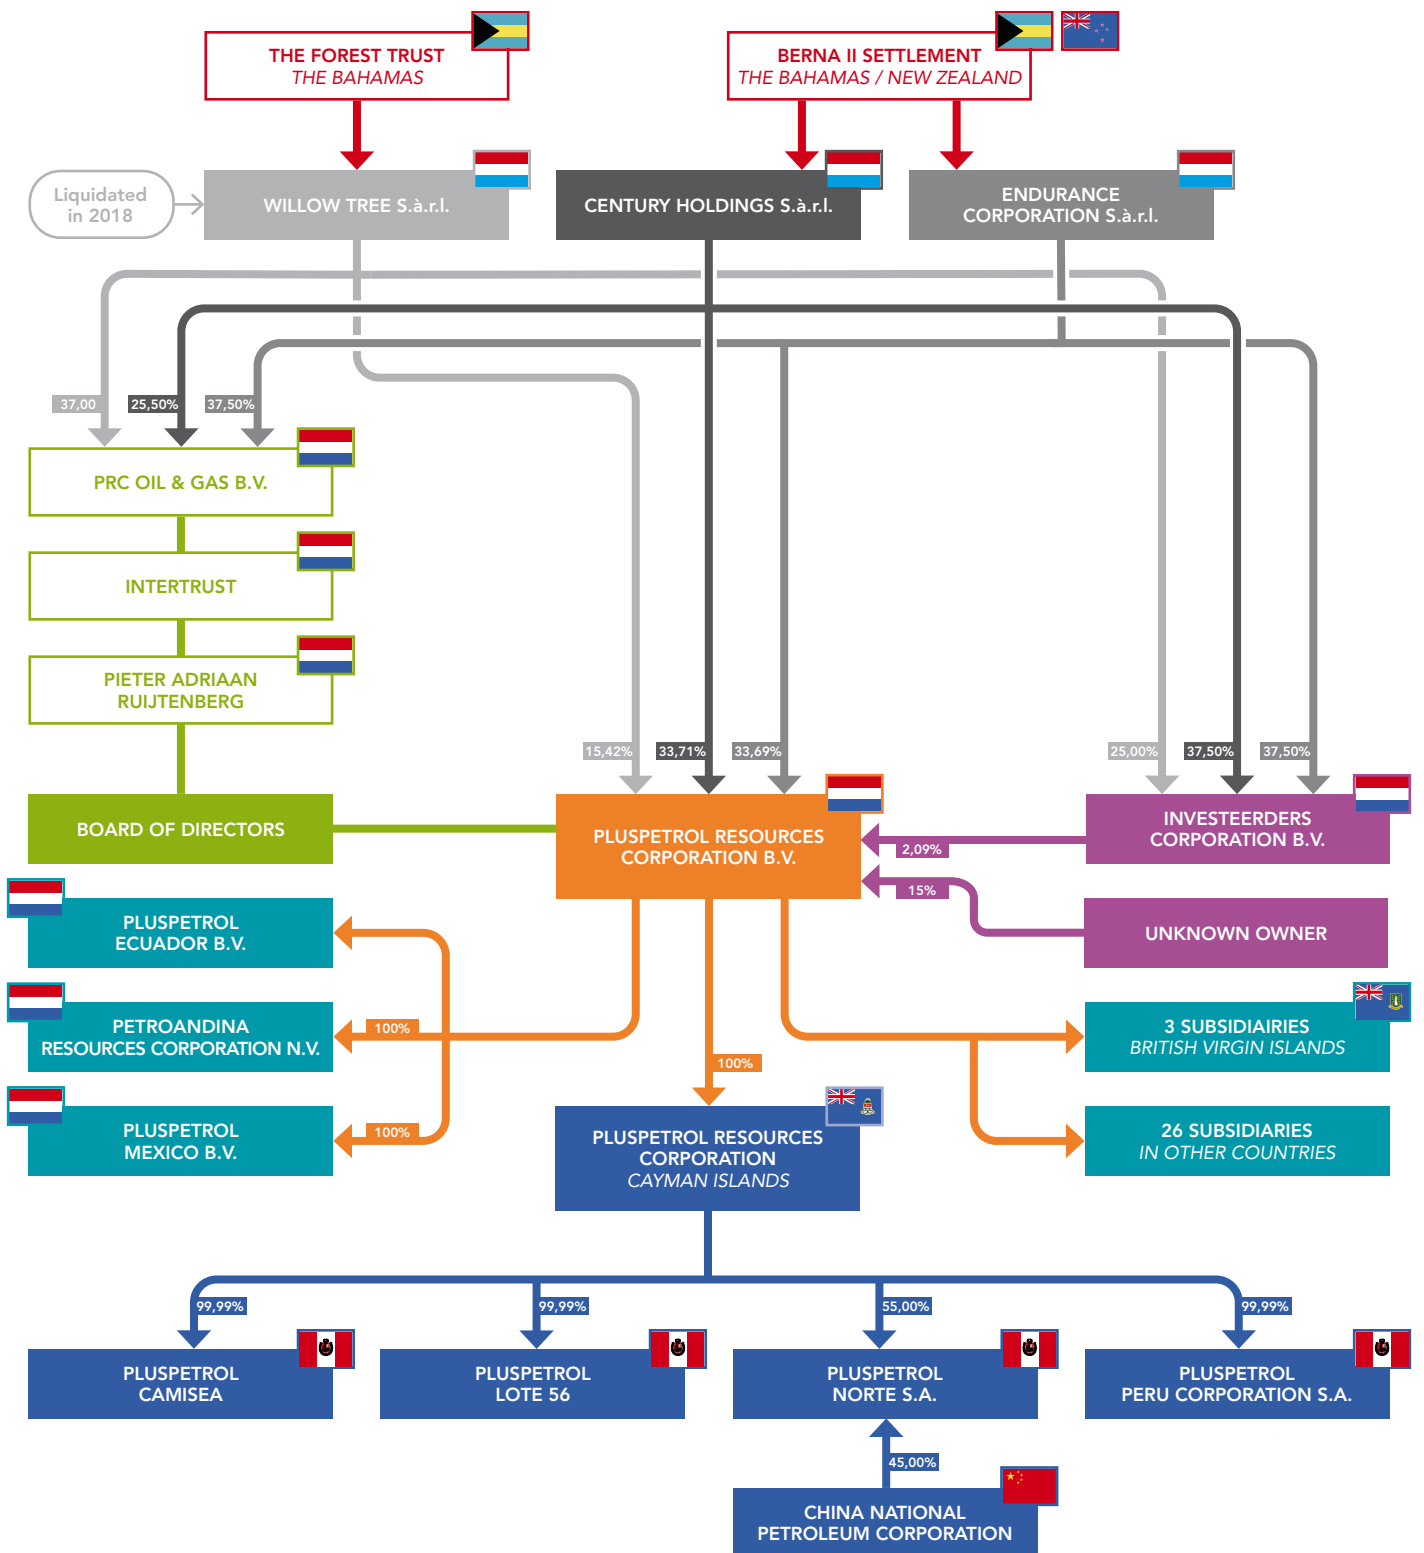 THE FOREST TRUST
THE BAHAMAS
BERNA II SETTLEMENT
THE BAHAMAS / NEW ZEALAND
Liquidated
in 2018
WILLOW TREE S.à.r.l.
CENTURY HOLDINGS S.à.r.l.
ENDURANCE
CORPORATION S.à.r.l.
37,00
25,50%
37,50%
PRC OIL & GAS B.V.
INTERTRUST
PIETER ADRIAAN
RUIJTENBERG
15,42%
33,71%
33,69%
25,00%
37,50%
37,50%
BOARD OF DIRECTORS
PLUSPETROL RESOURCES
CORPORATION B.V.
INVESTEERDERS
CORPORATION B.V.
2,09%
15%
PLUSPETROL
ECUADOR B.V.
UNKNOWN OWNER
PETROANDINA
RESOURCES CORPORATION N.V.
100%
3 SUBSIDIAIRIES
BRITISH VIRGIN ISLANDS
100%
PLUSPETROL
MEXICO B.V.
100%
PLUSPETROL RESOURCES
CORPORATION
CAYMAN ISLANDS
26 SUBSIDIARIES
IN OTHER COUNTRIES
99,99%
99,99%
55,00%
99,99%
PLUSPETROL
CAMISEA
PLUSPETROL
LOTE 56
PLUSPETROL
NORTE S.A.
PLUSPETROL
PERU CORPORATION S.A.
45,00%
CHINA NATIONAL
PETROLEUM CORPORATION